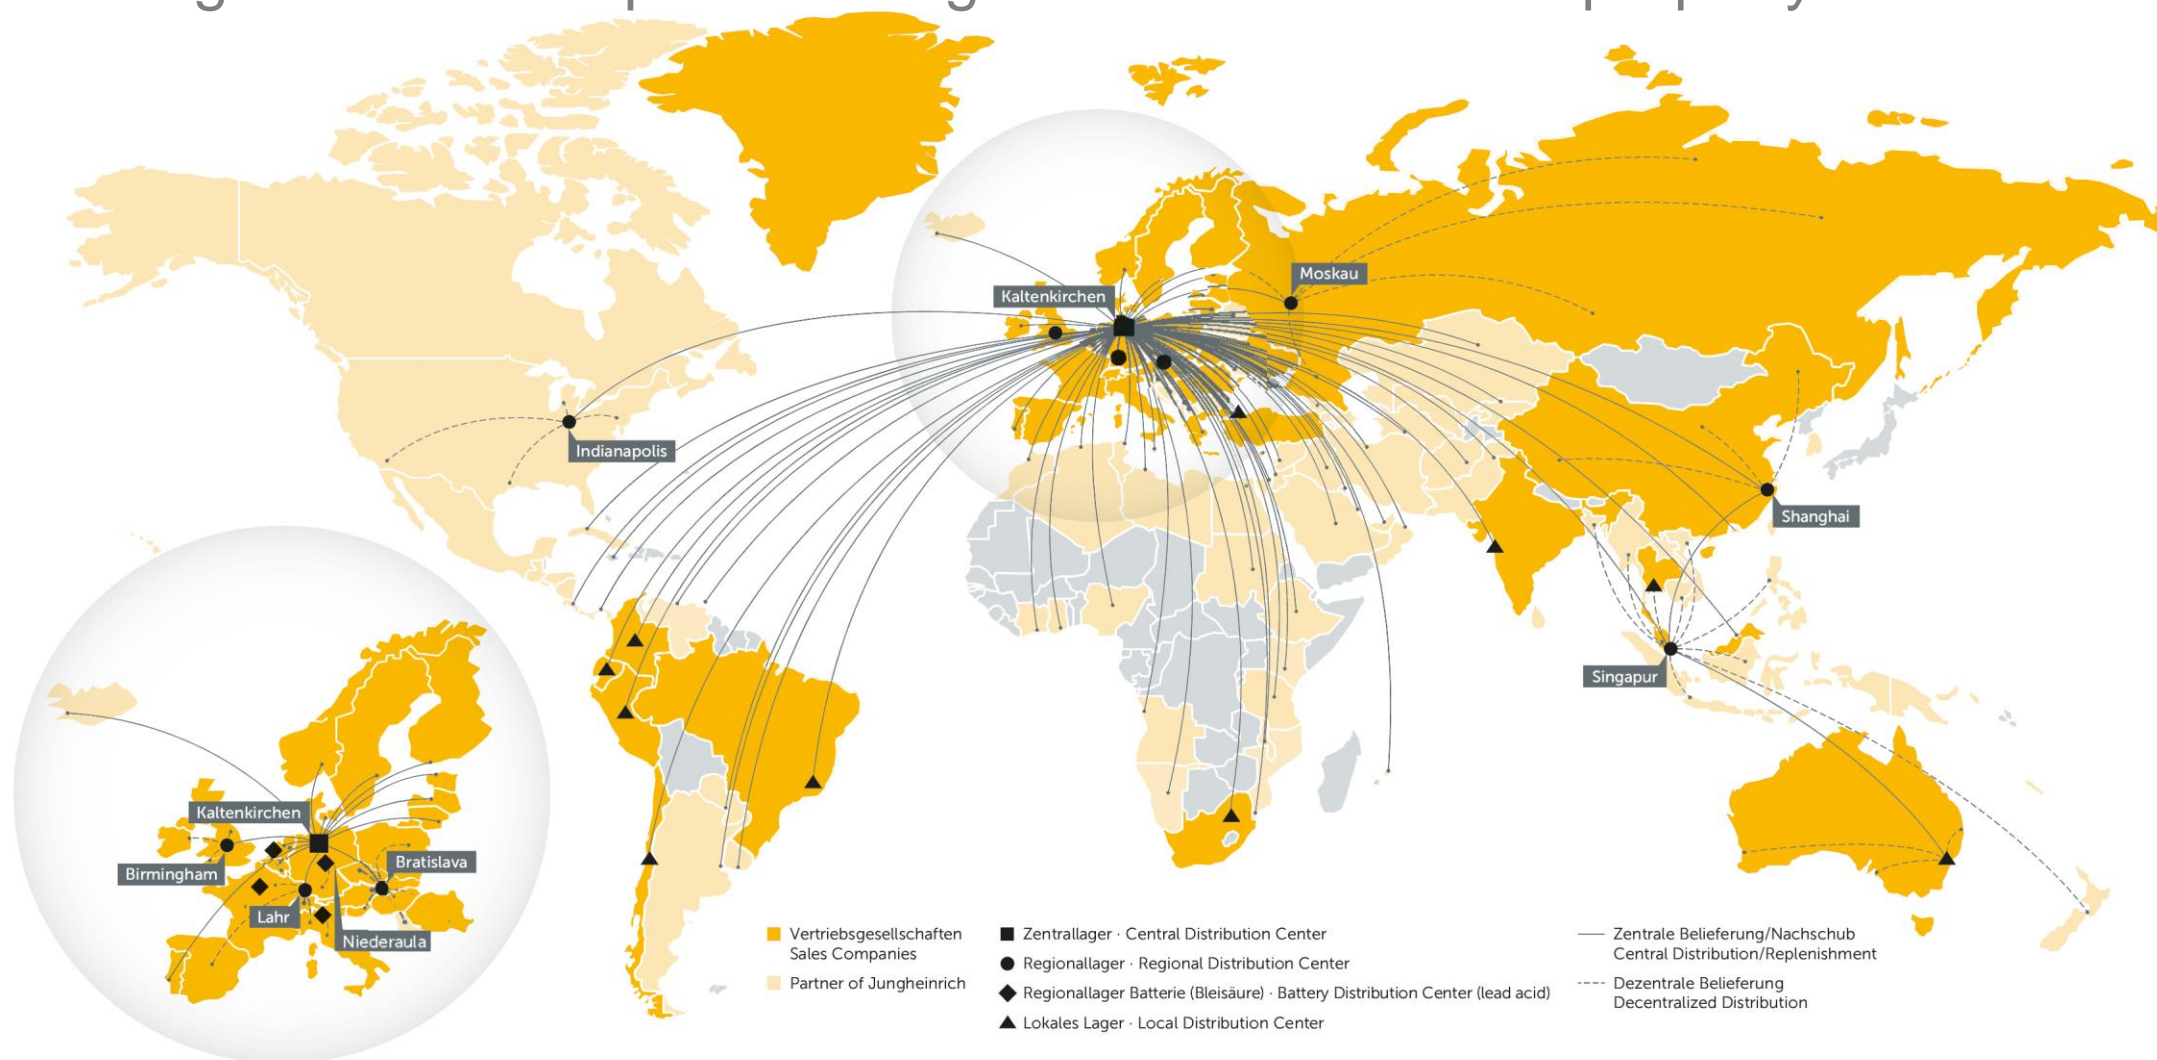 Kaltenkirchen
Moskau
Indianapolis
Shanghai
Singapur
Kaltenkirchen
Birmingham
Bratislava
Lahr
Niederaula
Vertriebsgesellschaften
Sales Companies
Partner of Jungheinrich
Zentrallager · Central Distribution Center
Regionallager · Regional Distribution Center
Regionallager Batterie (Bleisäure) · Battery Distribution Center (lead acid)
Lokales Lager · Local Distribution Center
Zentrale Belieferung/Nachschub
Central Distribution/Replenishment
Dezentrale Belieferung
Decentralized Distribution